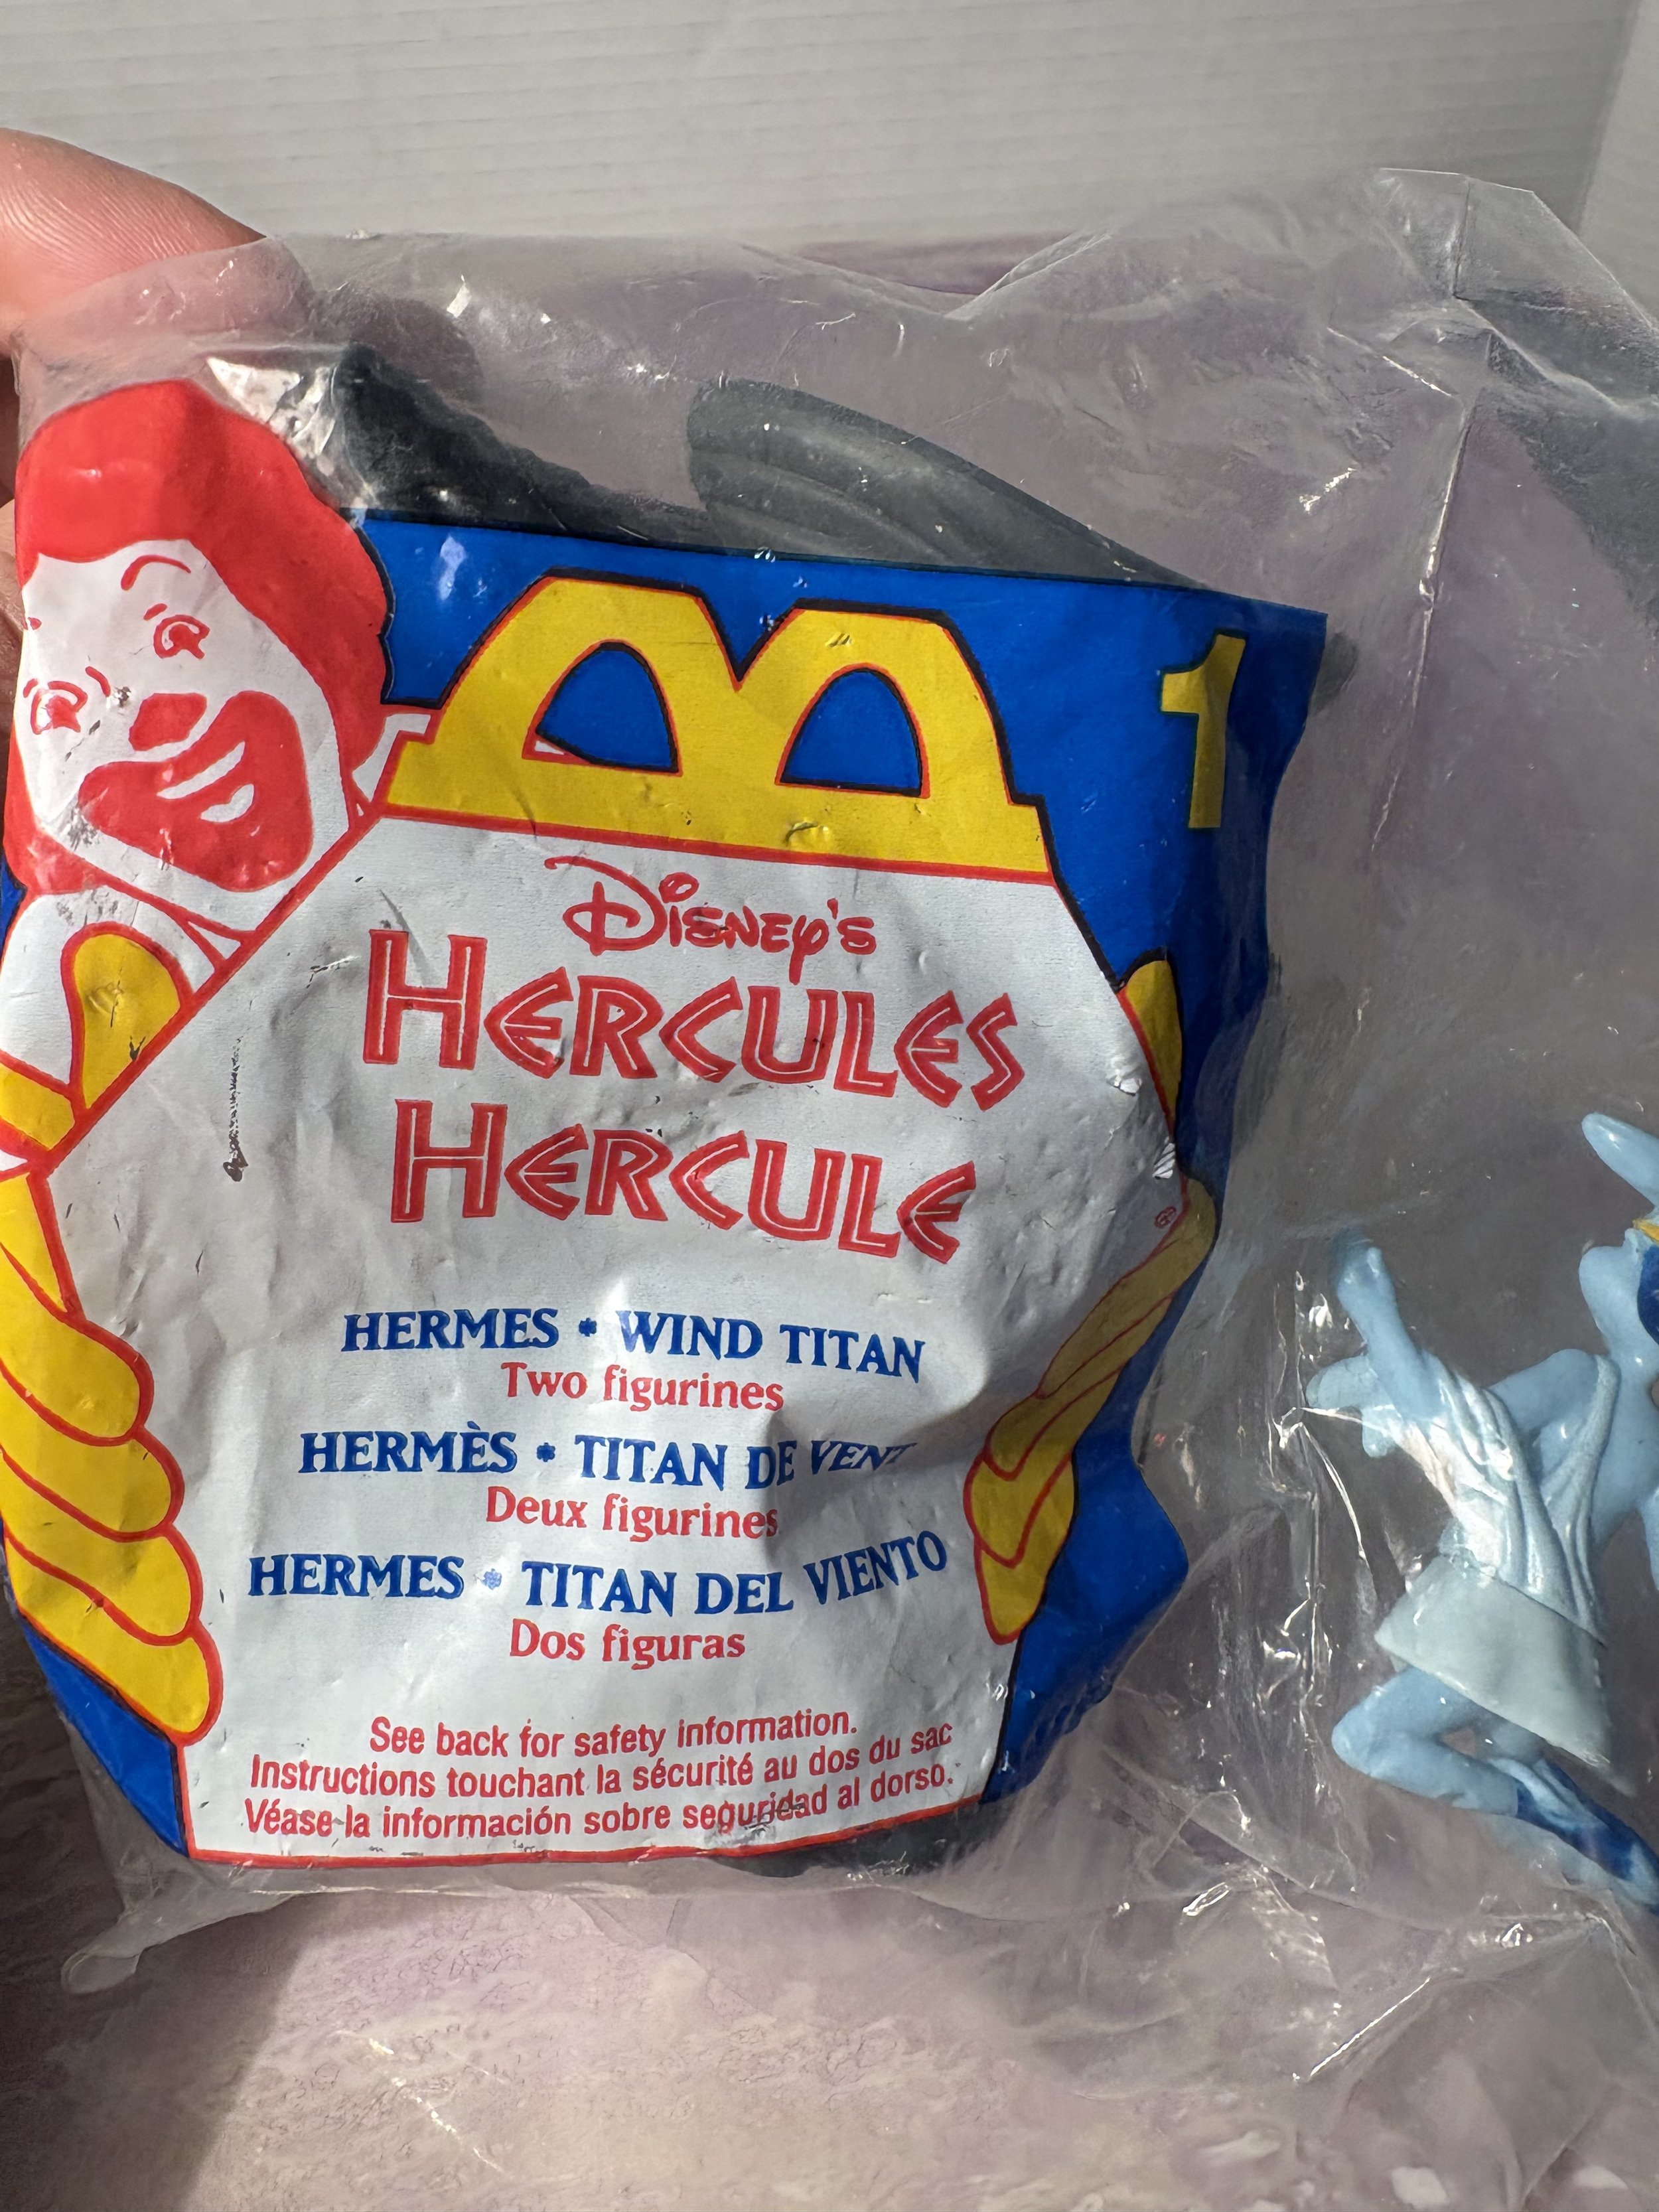 1
DISNEY'S
HERCULES
HERCULE
HERMES • WIND TITAN
Two figurines
HERMÈS • TITAN DE VENT
Deux figurines
HERMES • TITAN DEL VIENTO
Dos figuras
See back for safety information.
Instructions touchant la sécurité au dos du sac
Véase la información sobre seguridad al dorso.